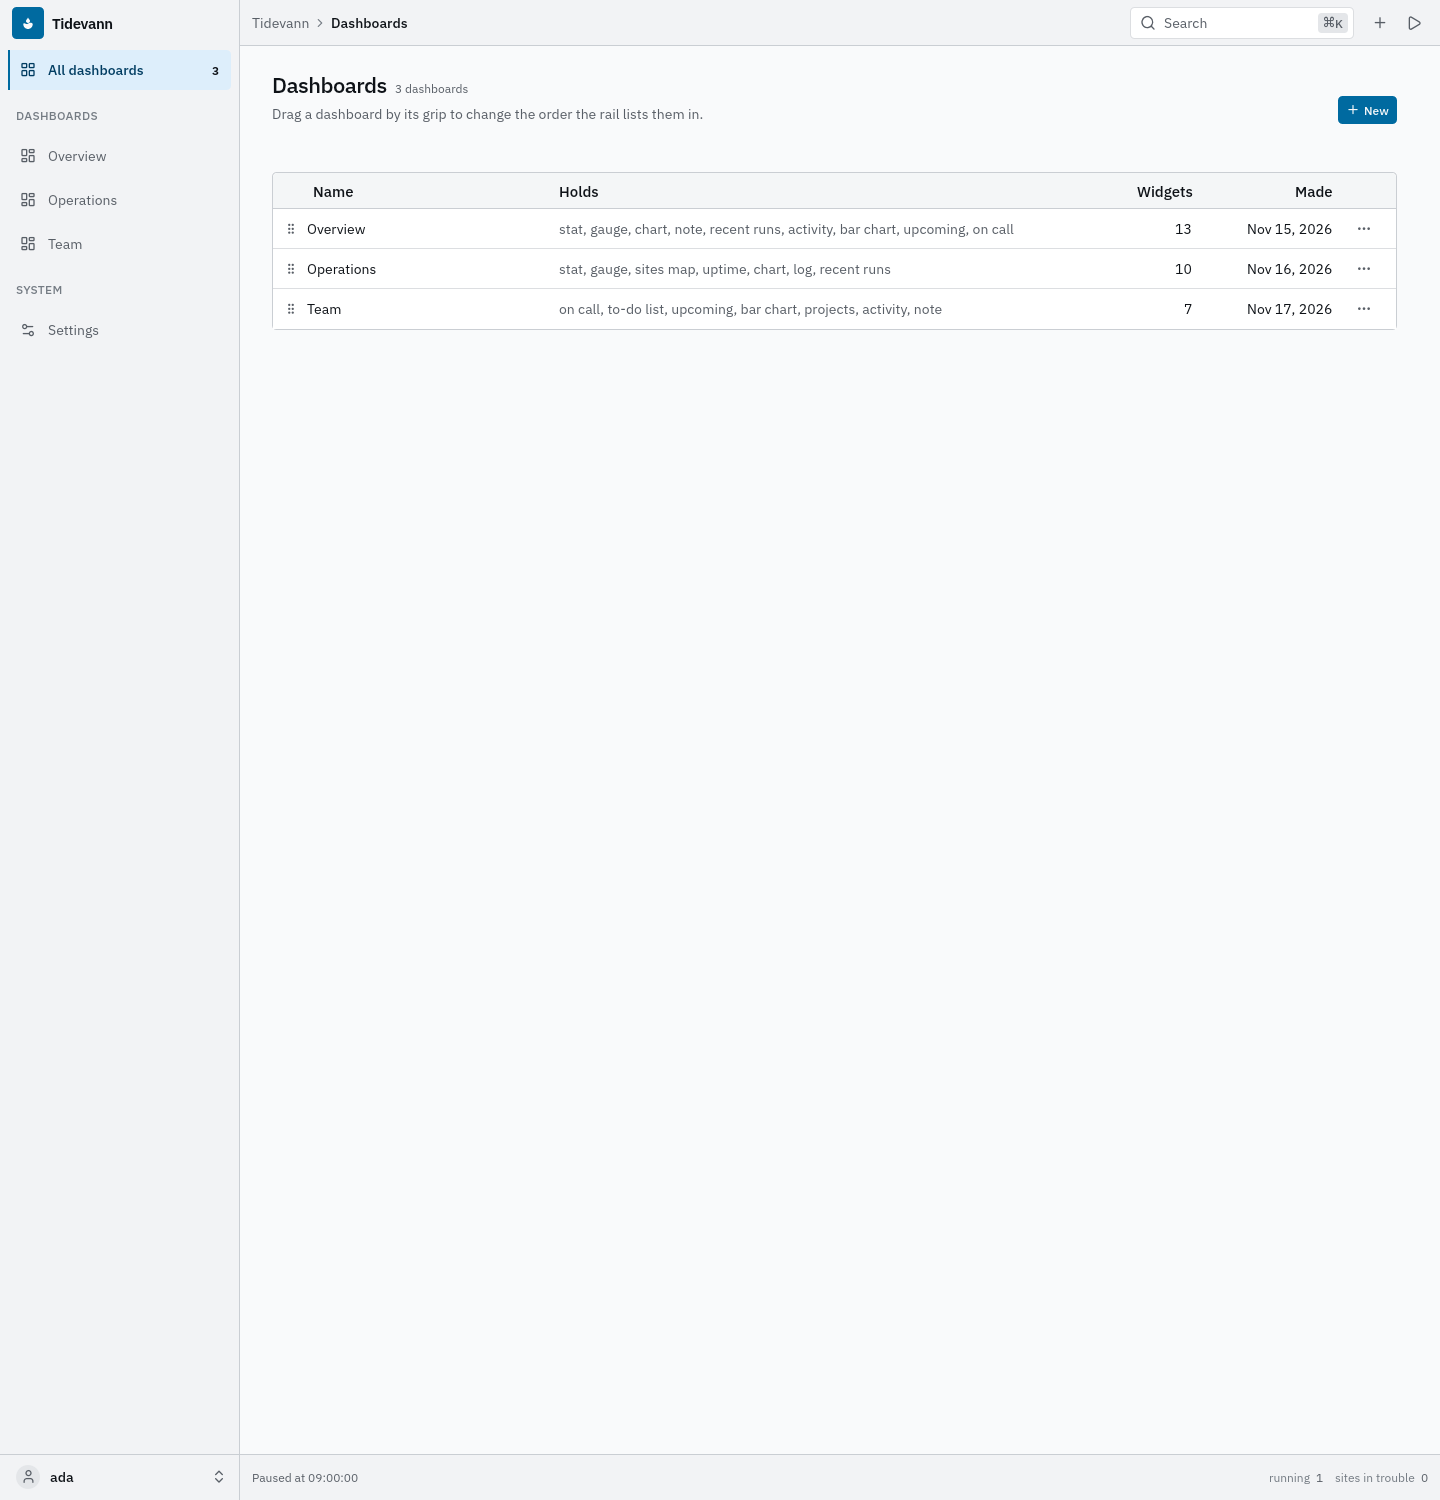 Tidevann
All dashboards 3
DASHBOARDS
Overview
Operations
Team
SYSTEM
Settings
ada
Tidevann Dashboards
Search ⌘K
Dashboards 3 dashboards
Drag a dashboard by its grip to change the order the rail lists them in.
New
Name Holds Widgets Made
Overview stat, gauge, chart, note, recent runs, activity, bar chart, upcoming, on call 13 Nov 15, 2026
Operations stat, gauge, sites map, uptime, chart, log, recent runs 10 Nov 16, 2026
Team on call, to-do list, upcoming, bar chart, projects, activity, note 7 Nov 17, 2026
Paused at 09:00:00
running 1 sites in trouble 0